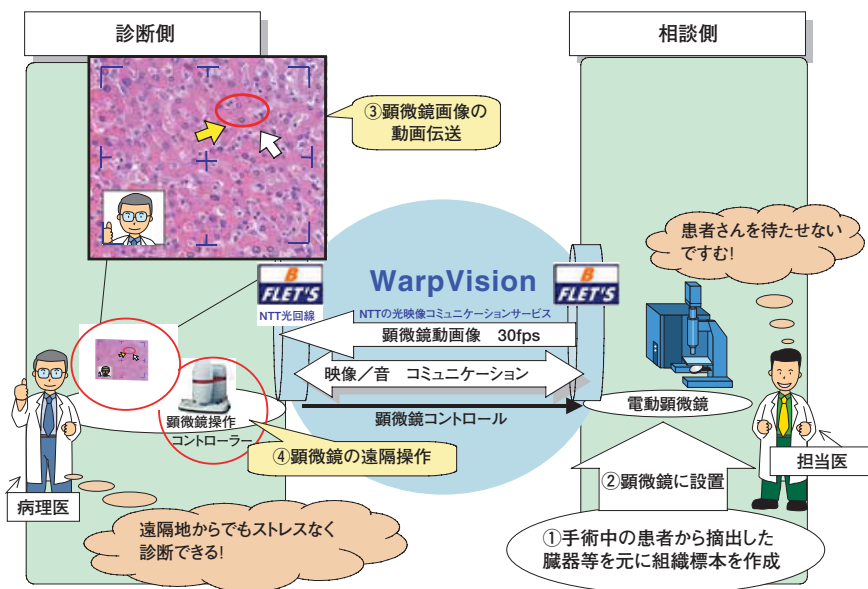 診断側
相談側
③顕微鏡画像の
動画伝送
患者さんを待たせない
ですむ!
WarpVision
B
FLET'S
B
FLET'S
NTT光回線
NTTの光映像コミュニケーションサービス
顕微鏡動画像 30fps
映像／音 コミュニケーション
顕微鏡コントロール
顕微鏡操作
コントローラー
電動顕微鏡
④顕微鏡の遠隔操作
②顕微鏡に設置
担当医
病理医
遠隔地からでもストレスなく
診断できる!
①手術中の患者から摘出した
臓器等を元に組織標本を作成